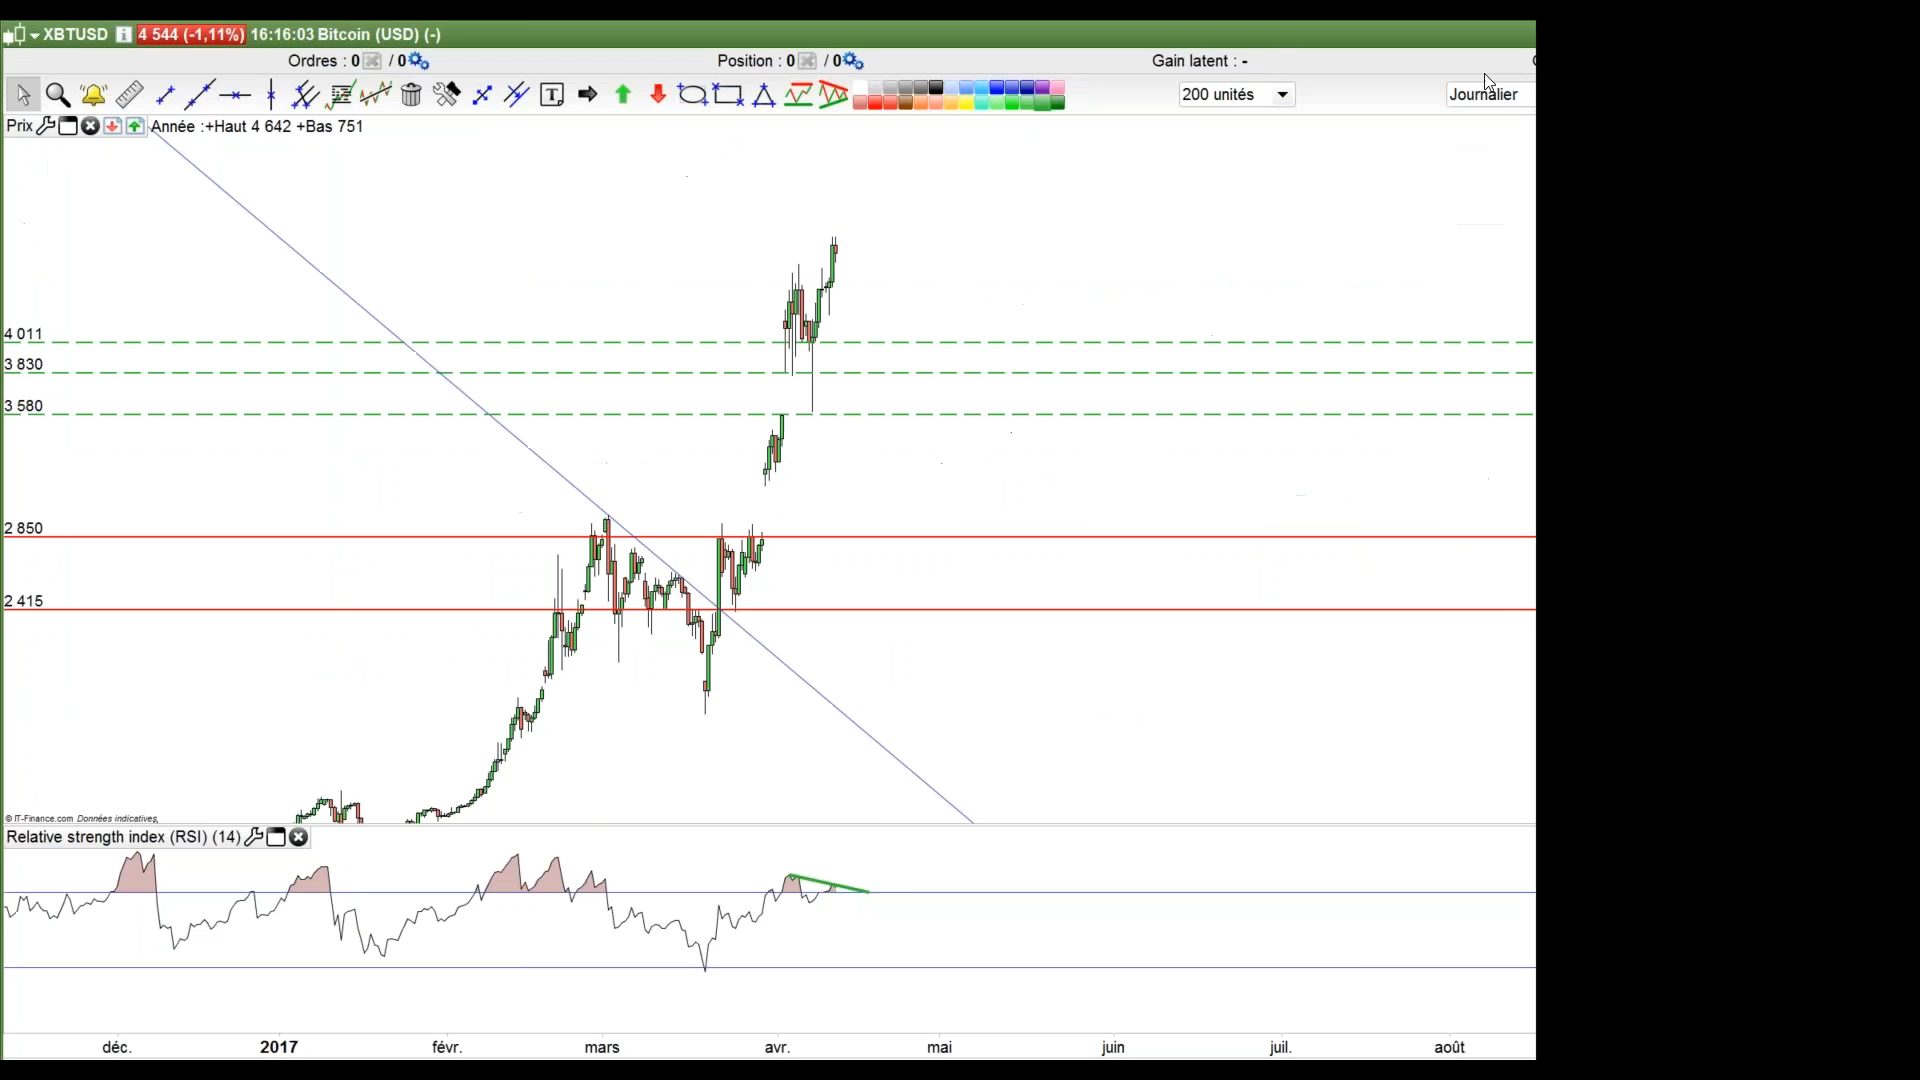 XBTUSD 4 544 (-1,11%) 16:16:03 Bitcoin (USD) (-)
Ordres : 0 / 0 Position : 0 / 0 Gain latent : -
200 unités Journalier
Prix Année :+Haut 4 642 +Bas 751
4 011
3 830
3 580
2 850
2 415
© IT-Finance.com Données indicatives.
Relative strength index (RSI) (14)
déc. 2017 févr. mars avr. mai juin juil. août